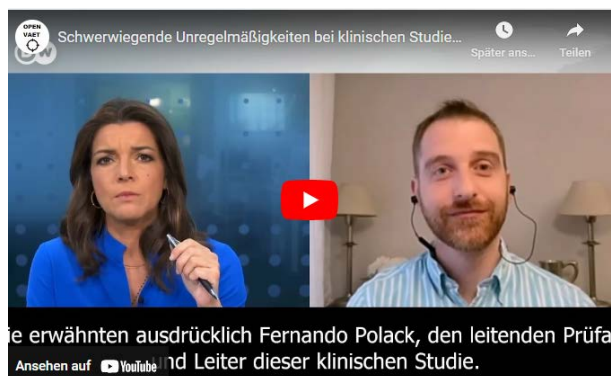 OPEN
VAET
DW
Schwerwiegende Unregelmäßigkeiten bei klinischen Studie...
Später ans...
Teilen
ie erwähnten ausdrücklich Fernando Polack, den leitenden Prüfa
nd Leiter dieser klinischen Studie.
Ansehen auf YouTube